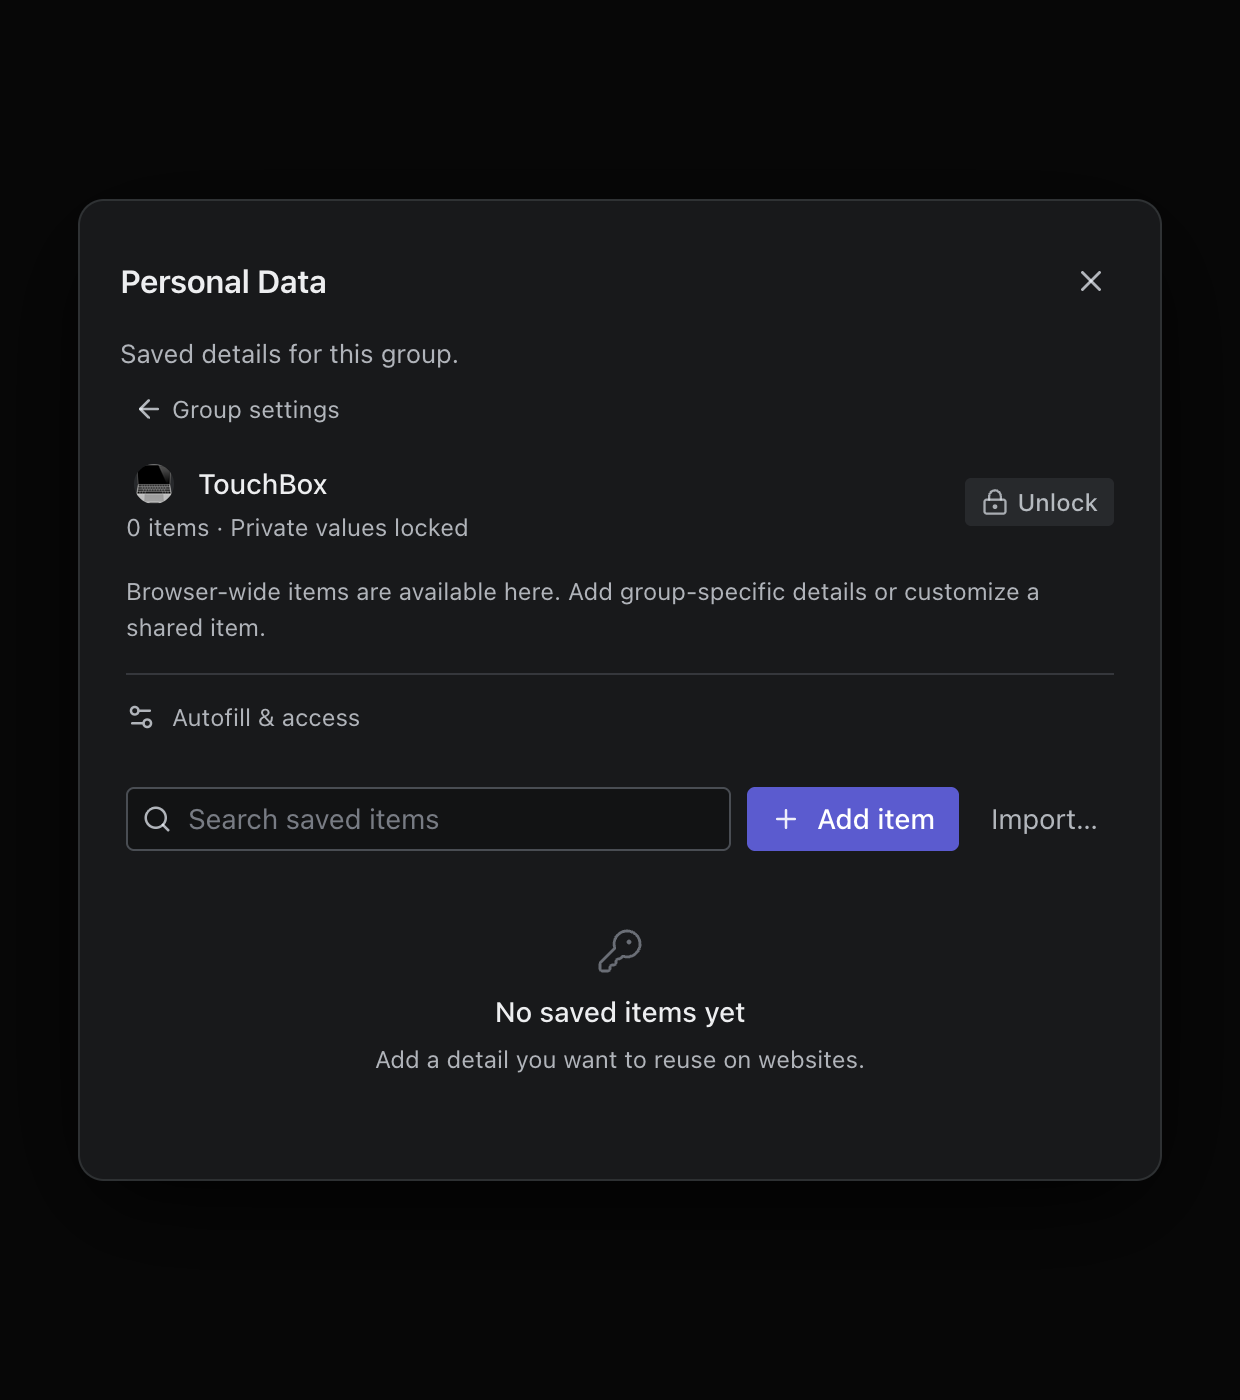 Personal Data
Saved details for this group.
Group settings
TouchBox
0 items · Private values locked
Unlock
Browser-wide items are available here. Add group-specific details or customize a
shared item.
Autofill & access
Search saved items
Add item
Import...
No saved items yet
Add a detail you want to reuse on websites.